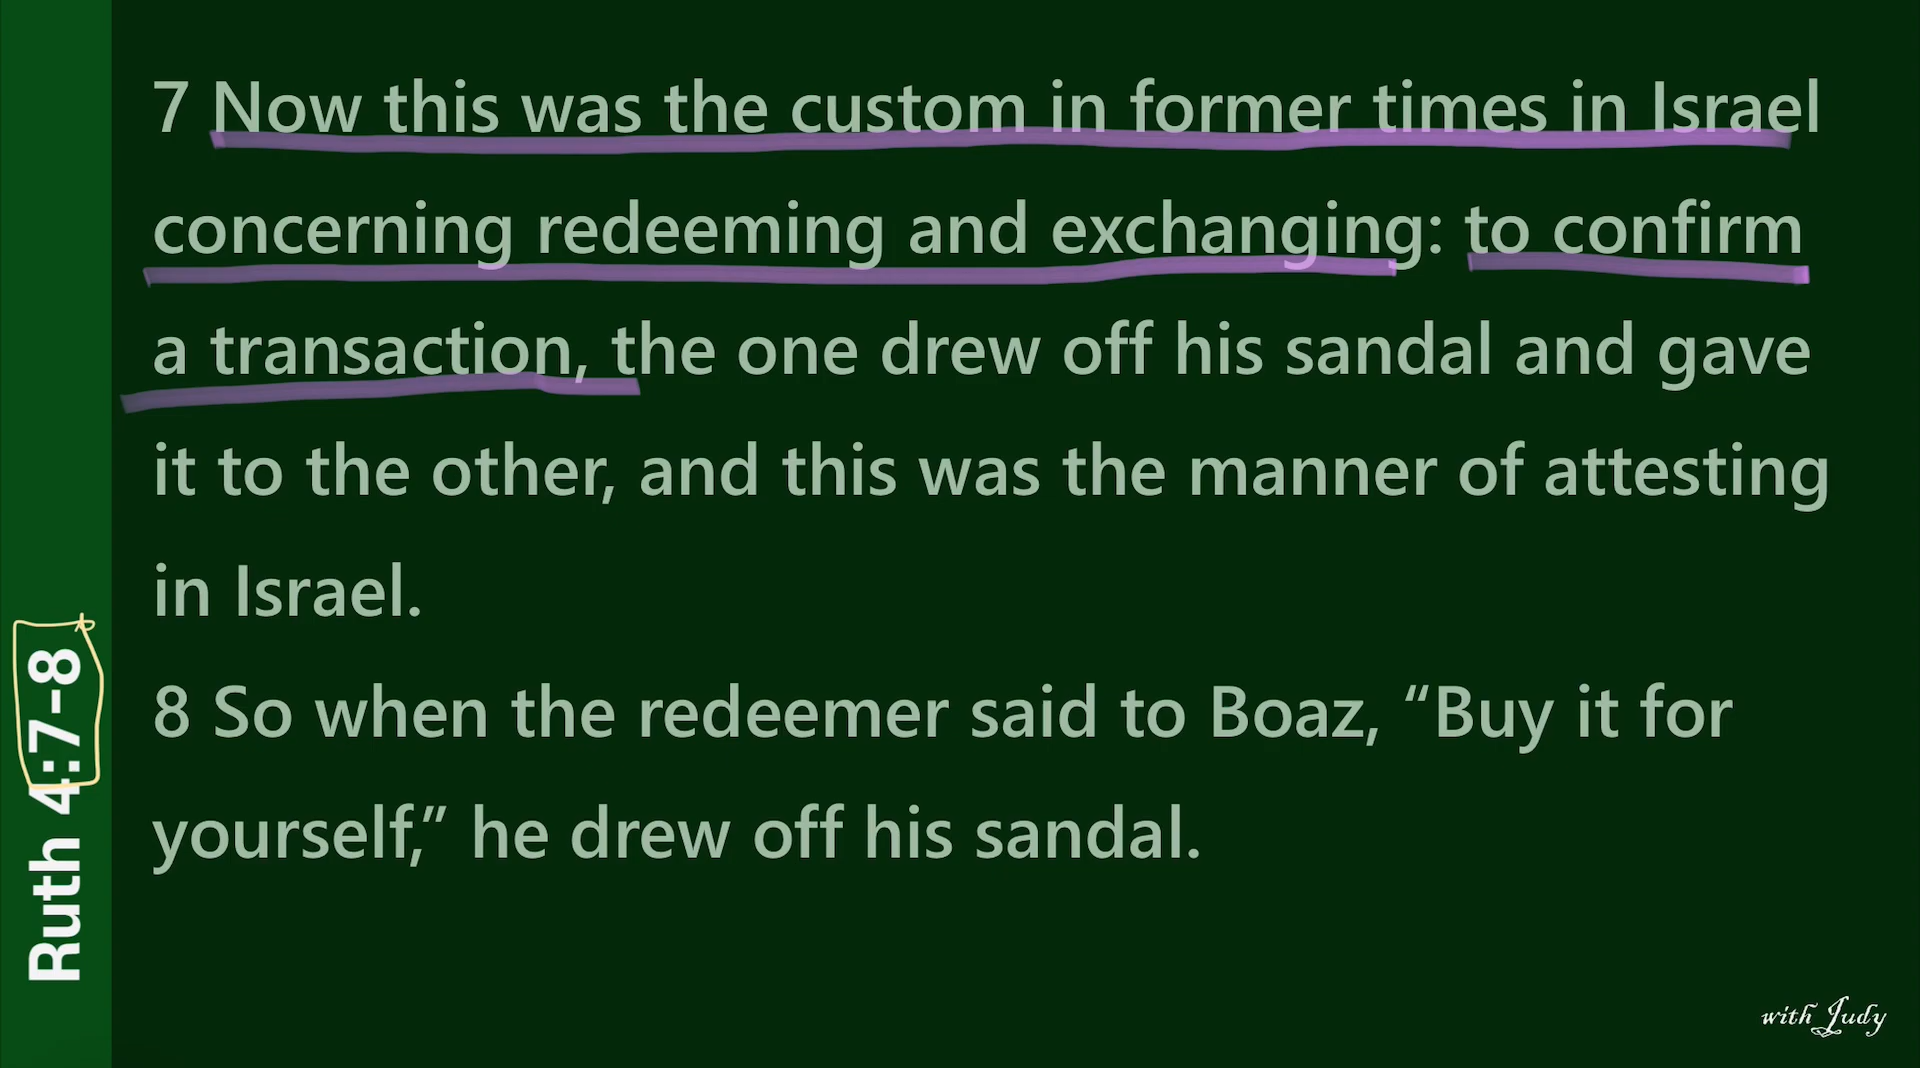 7 Now this was the custom in former times in Israel
concerning redeeming and exchanging: to confirm
a transaction, the one drew off his sandal and gave
it to the other, and this was the manner of attesting
in Israel.
8 So when the redeemer said to Boaz, “Buy it for
yourself,” he drew off his sandal.
Ruth 4:7-8
with Judy